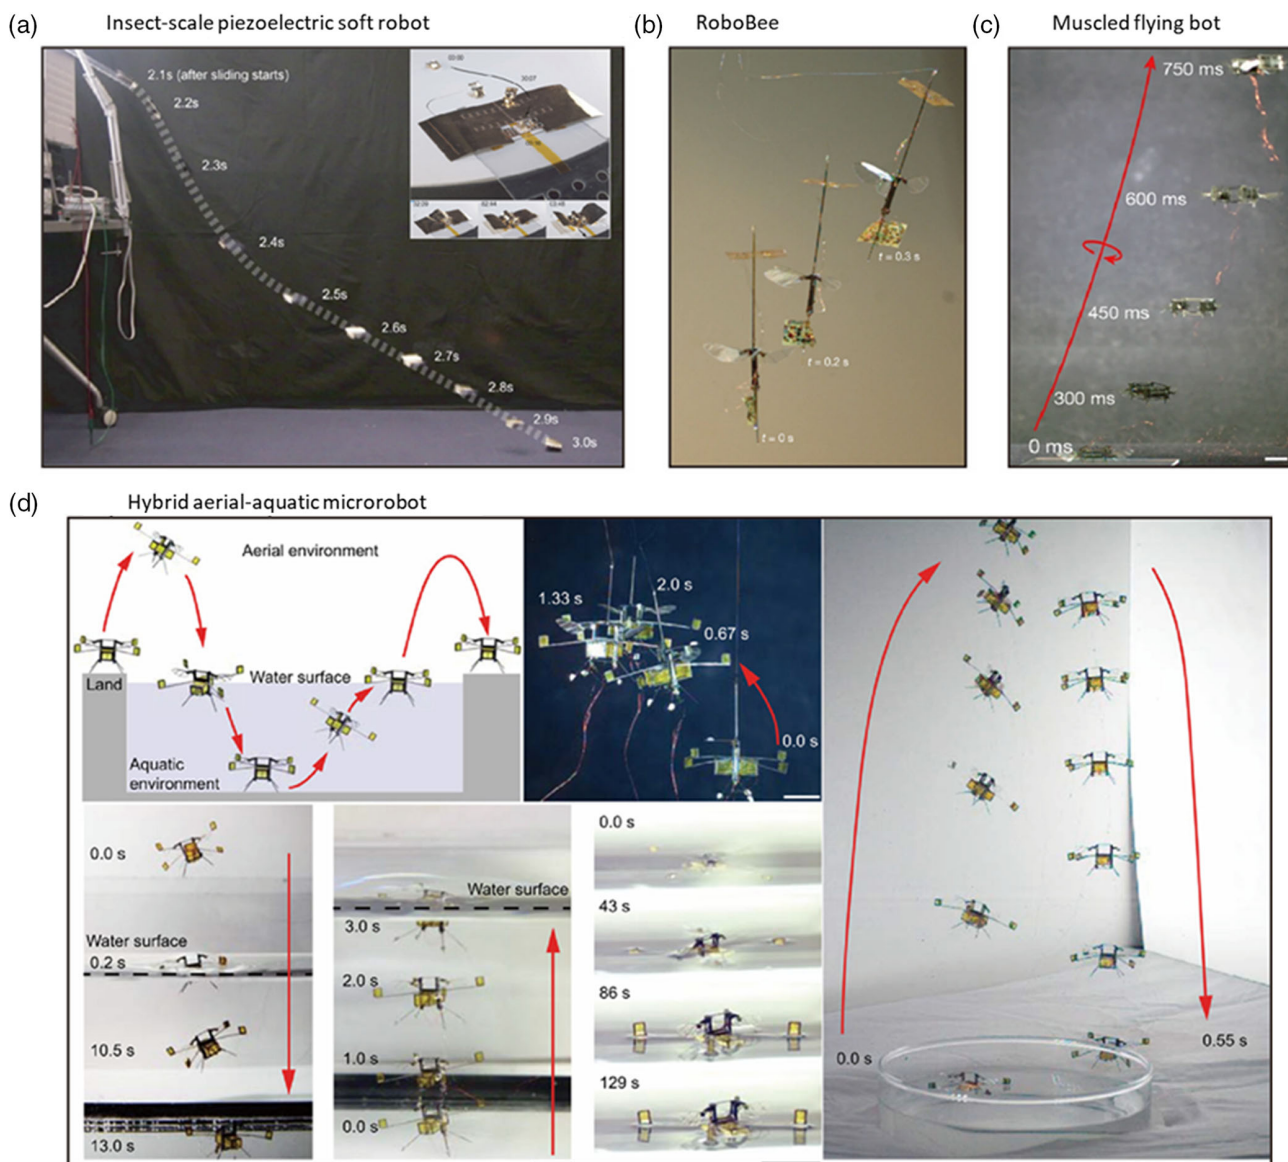 (a)
Insect-scale piezoelectric soft robot
(b)
RoboBee
(c)
Muscled flying bot
2.1s (after sliding starts)
2.2s
2.3s
2.4s
2.5s
2.6s
2.7s
2.8s
2.9s
3.0s
t = 0.3 s
t = 0.2 s
t = 0 s
750 ms
600 ms
450 ms
300 ms
0 ms
(d)
Hybrid aerial-aquatic microrobot
Aerial environment
Land
Water surface
Aquatic
environment
1.33 s
2.0 s
0.67 s
0.0 s
0.0 s
Water surface
0.2 s
10.5 s
13.0 s
Water surface
3.0 s
2.0 s
1.0 s
0.0 s
0.0 s
43 s
86 s
129 s
0.0 s
0.55 s